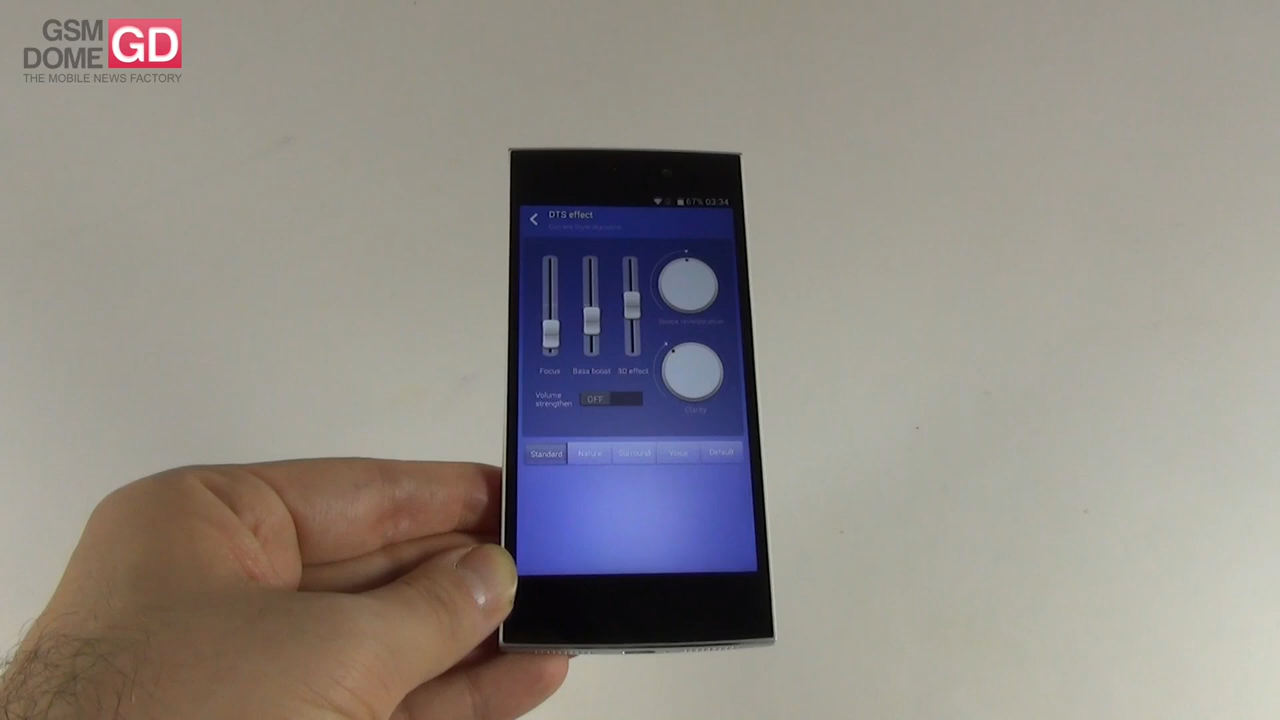 GSM
DOME GD
THE MOBILE NEWS FACTORY
67% 03:34
DTS effect
Focus Bass boost 3D effect
Volume
strengthen OFF
Clarity
Standard Nature Surround Voice Default